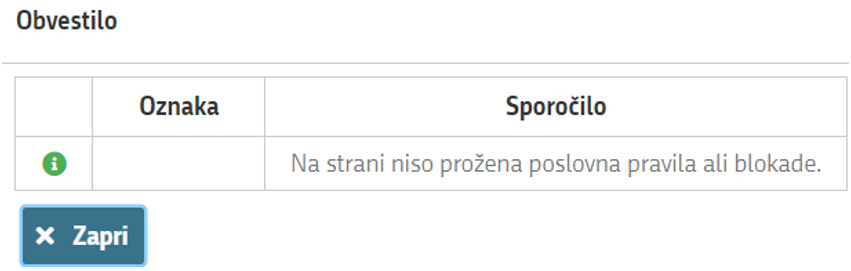 Obvestilo
Oznaka Sporočilo
Na strani niso prožena poslovna pravila ali blokade.
Zapri